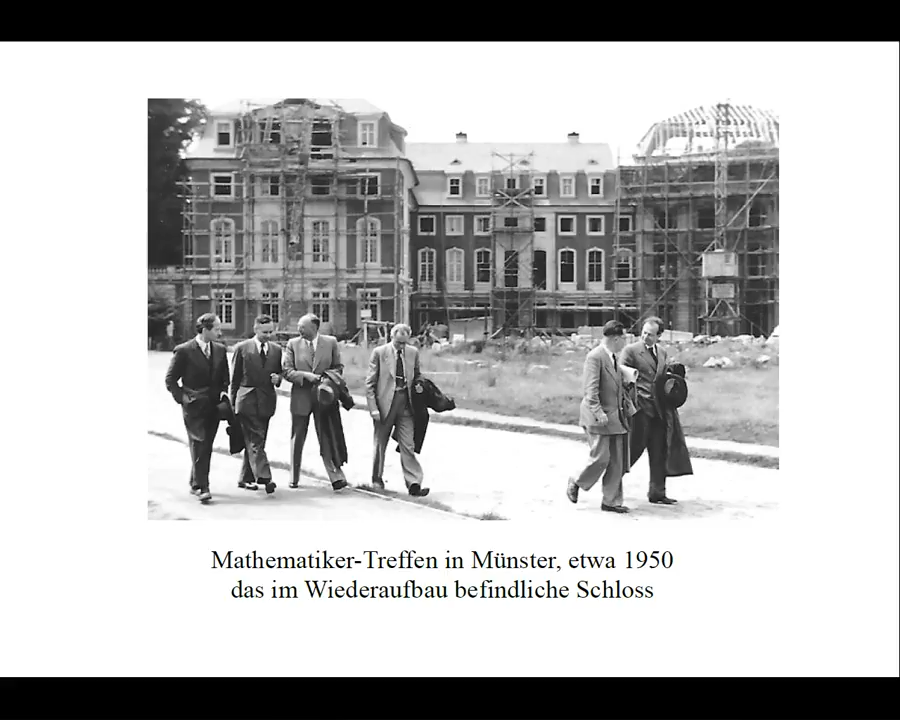 Mathematiker-Treffen in Münster, etwa 1950
das im Wiederaufbau befindliche Schloss